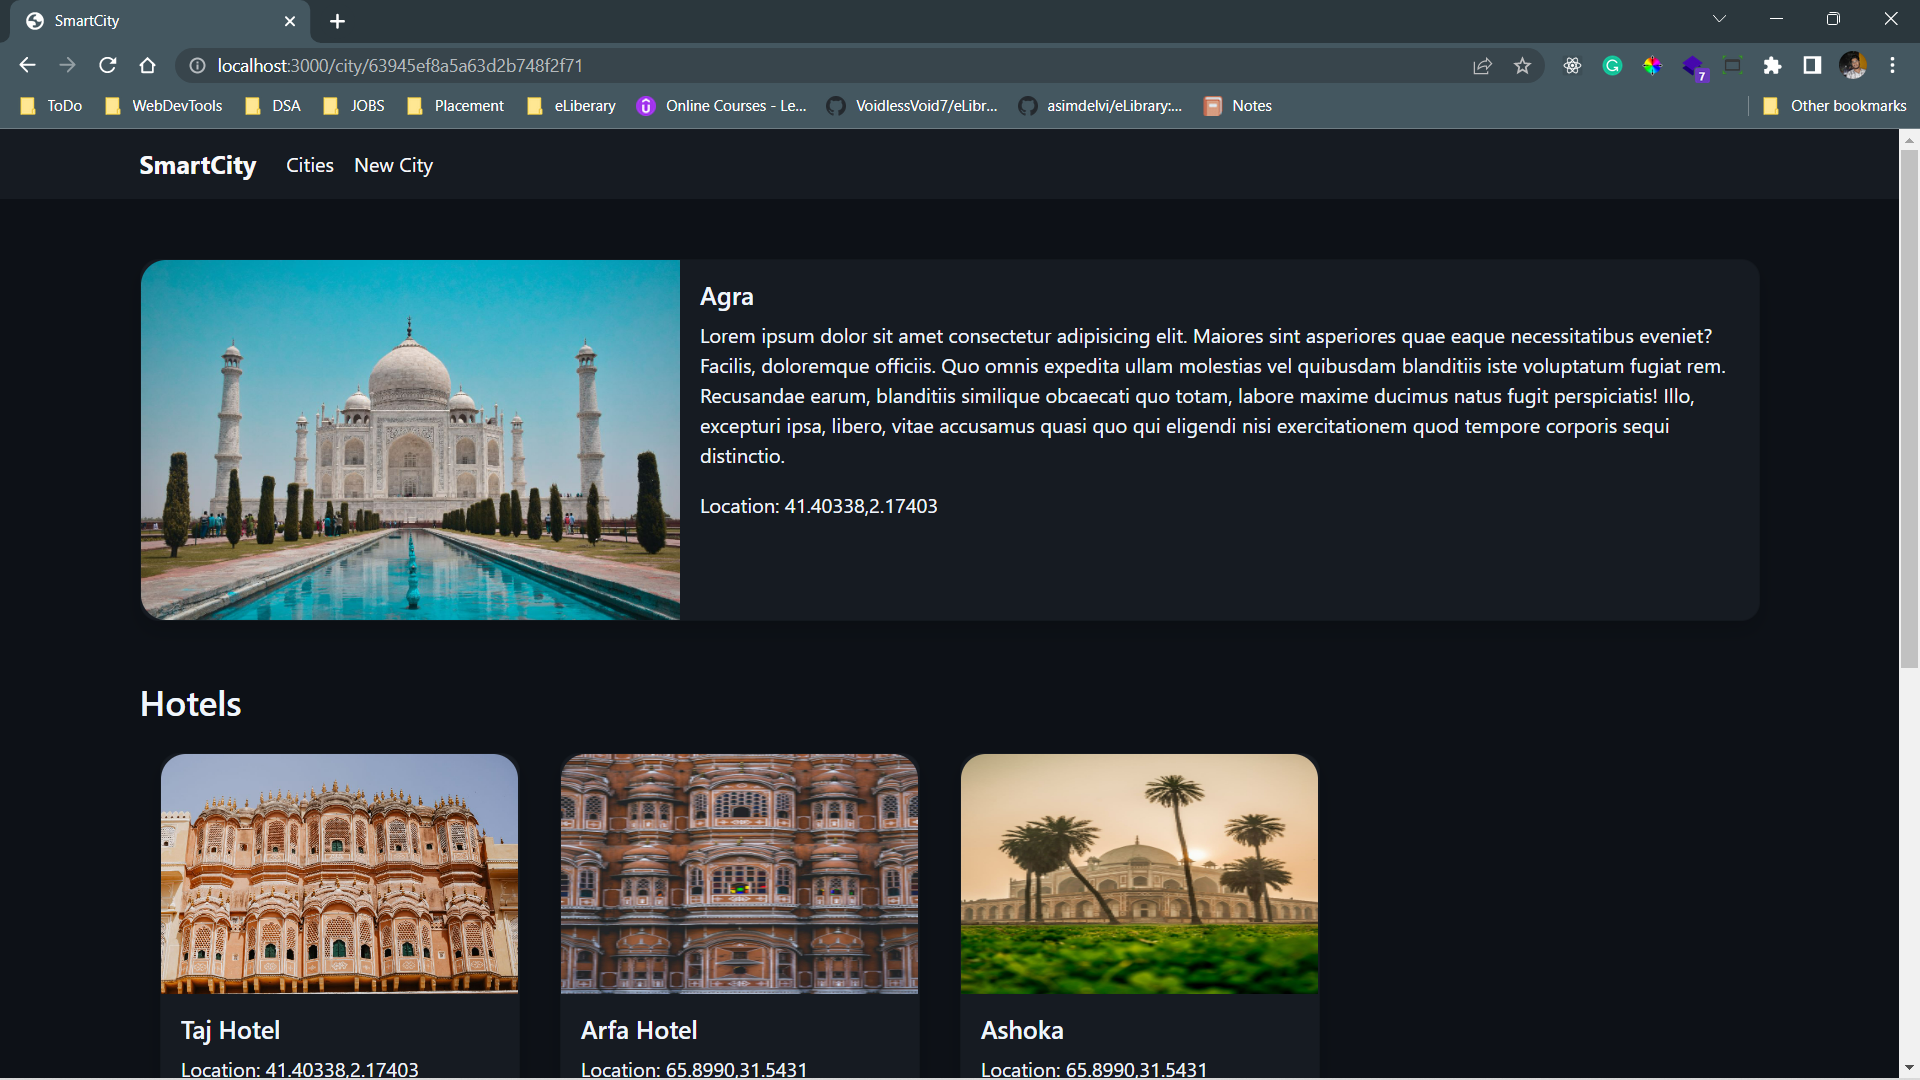 SmartCity
localhost:3000/city/63945ef8a5a63d2b748f2f71
7
ToDo WebDevTools DSA JOBS Placement eLiberary Online Courses - Le... VoidlessVoid7/eLibr... asimdelvi/eLibrary:... Notes Other bookmarks
SmartCity Cities New City
Agra
Lorem ipsum dolor sit amet consectetur adipisicing elit. Maiores sint asperiores quae eaque necessitatibus eveniet?
Facilis, doloremque officiis. Quo omnis expedita ullam molestias vel quibusdam blanditiis iste voluptatum fugiat rem.
Recusandae earum, blanditiis similique obcaecati quo totam, labore maxime ducimus natus fugit perspiciatis! Illo,
excepturi ipsa, libero, vitae accusamus quasi quo qui eligendi nisi exercitationem quod tempore corporis sequi
distinctio.
Location: 41.40338,2.17403
Hotels
Taj Hotel
Location: 41.40338,2.17403
Arfa Hotel
Location: 65.8990,31.5431
Ashoka
Location: 65.8990,31.5431